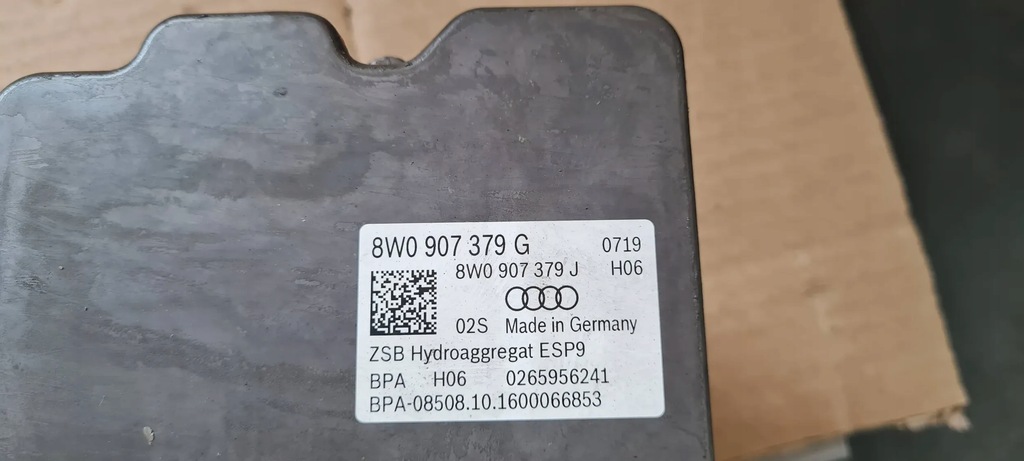 8W0 907 379 G 0719
8W0 907 379 J H06
02S Made in Germany
ZSB Hydroaggregat ESP9
BPA H06 0265956241
BPA-08508.10.1600066853